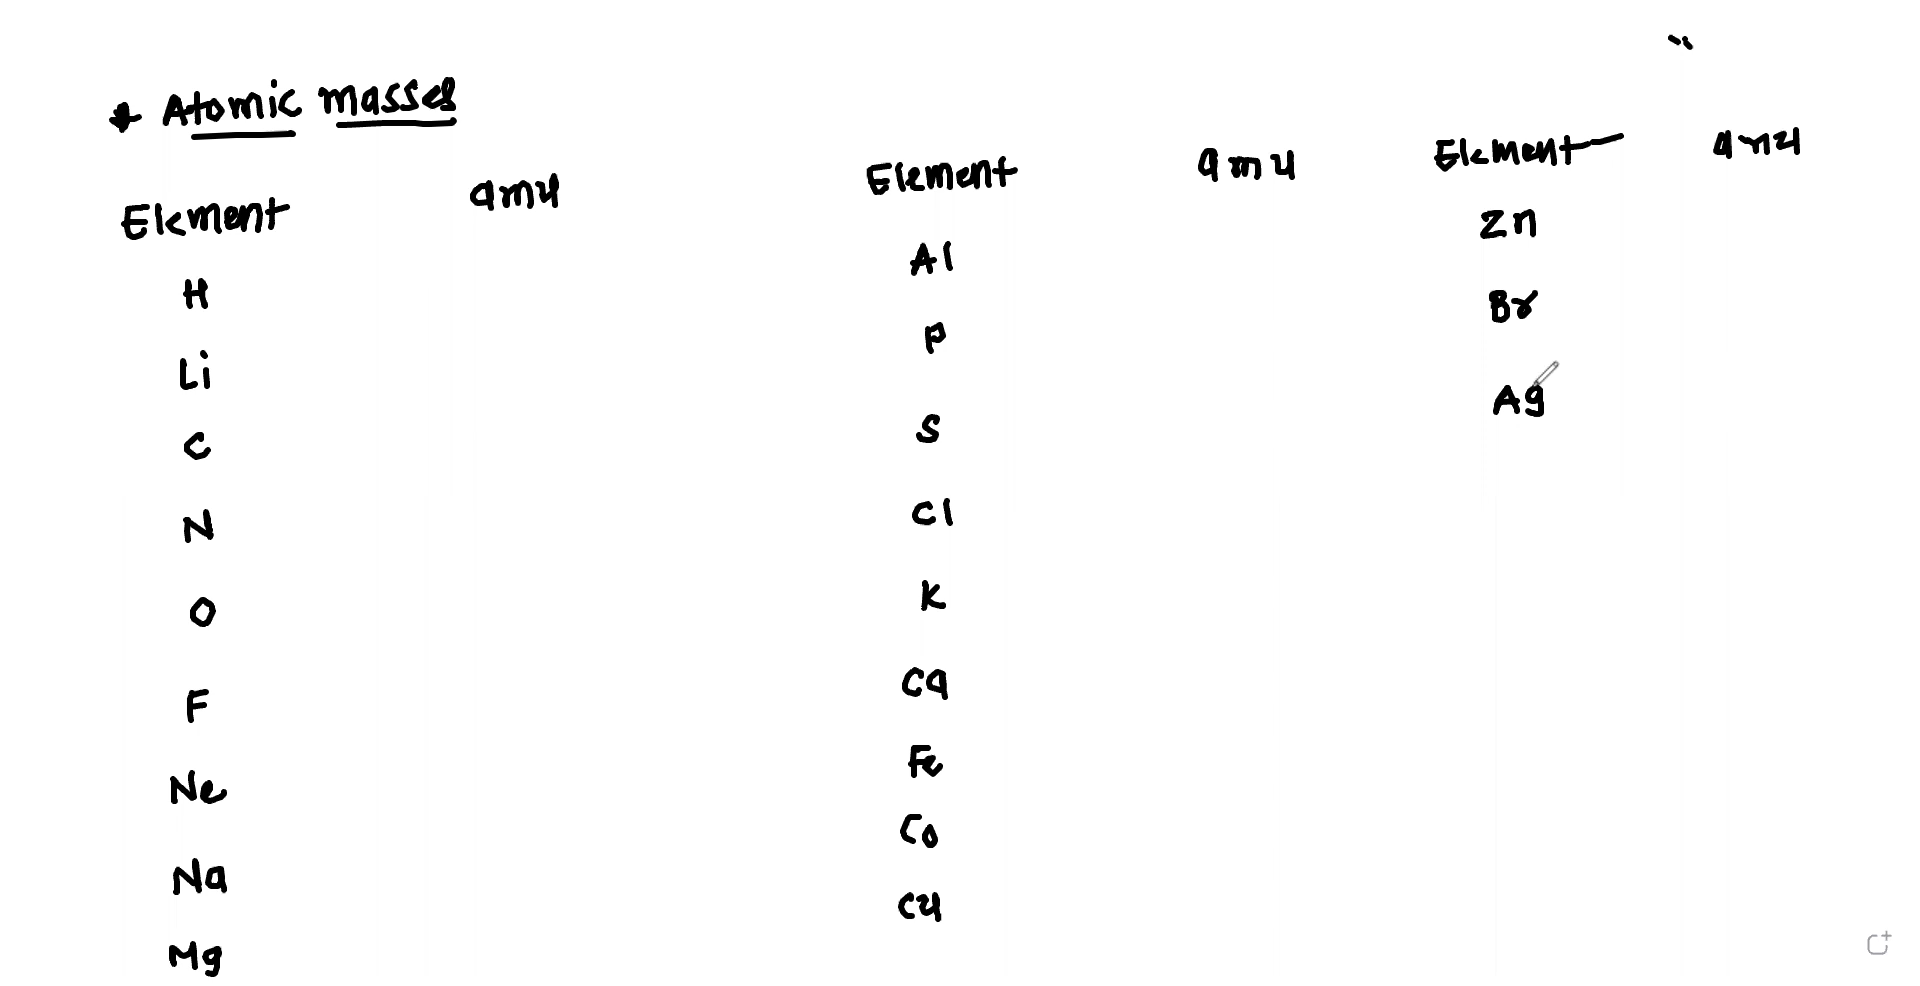 * Atomic masses
Element amu
H
Li
C
N
O
F
Ne
Na
Mg
Element amu
Al
P
S
Cl
K
Ca
Fe
Co
Cu
Element amu
Zn
Br
Ag